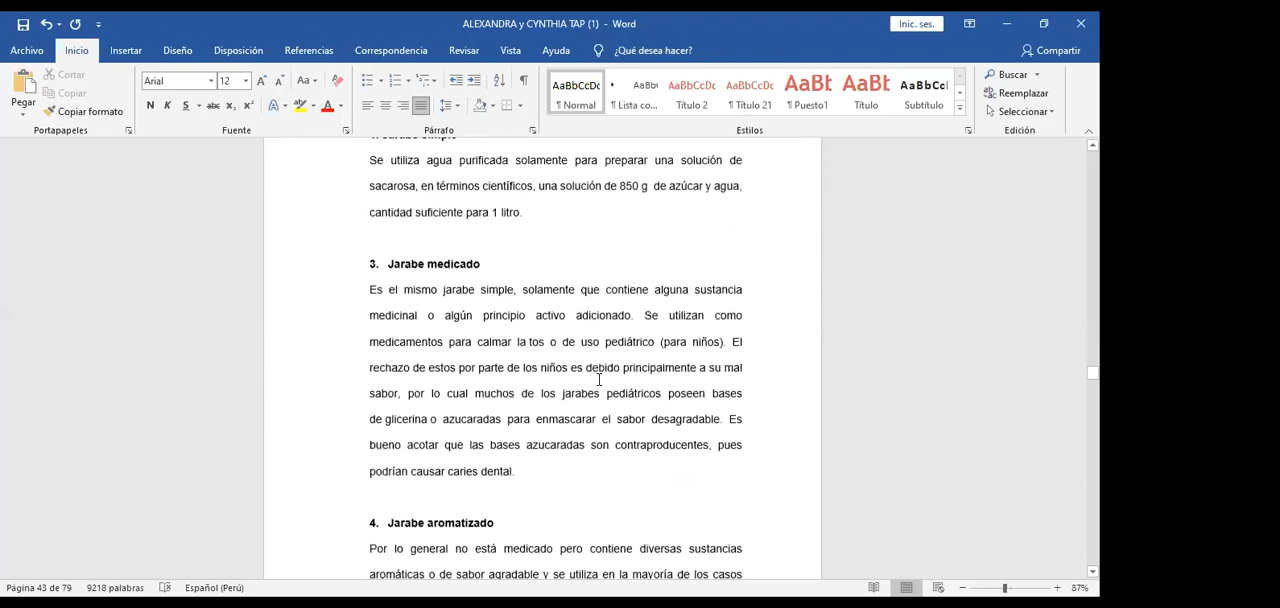 ALEXANDRA y CYNTHIA TAP (1) - Word
Inic. ses.
Archivo Inicio Insertar Diseño Disposición Referencias Correspondencia Revisar Vista Ayuda ¿Qué desea hacer? Compartir
Pegar
Cortar
Copiar
Copiar formato
Portapapeles
Arial 12
Aa
N K S abc x₂ x²
A A
Fuente
Párrafo
AaBbCcDc AaBb( AaBbCcDc AaBbCcDc AaBb( AaBb( AaBbCc
¶ Normal ¶ Lista co... Título 2 ¶ Título 21 ¶ Puesto1 Título Subtítulo
Estilos
Buscar
Reemplazar
Seleccionar
Edición
Se utiliza agua purificada solamente para preparar una solución de
sacarosa, en términos científicos, una solución de 850 g de azúcar y agua,
cantidad suficiente para 1 litro.
3. Jarabe medicado
Es el mismo jarabe simple, solamente que contiene alguna sustancia
medicinal o algún principio activo adicionado. Se utilizan como
medicamentos para calmar la tos o de uso pediátrico (para niños). El
rechazo de estos por parte de los niños es debido principalmente a su mal
sabor, por lo cual muchos de los jarabes pediátricos poseen bases
de glicerina o azucaradas para enmascarar el sabor desagradable. Es
bueno acotar que las bases azucaradas son contraproducentes, pues
podrían causar caries dental.
4. Jarabe aromatizado
Por lo general no está medicado pero contiene diversas sustancias
aromáticas o de sabor agradable y se utiliza en la mayoría de los casos
Página 43 de 79 9218 palabras Español (Perú) 87%